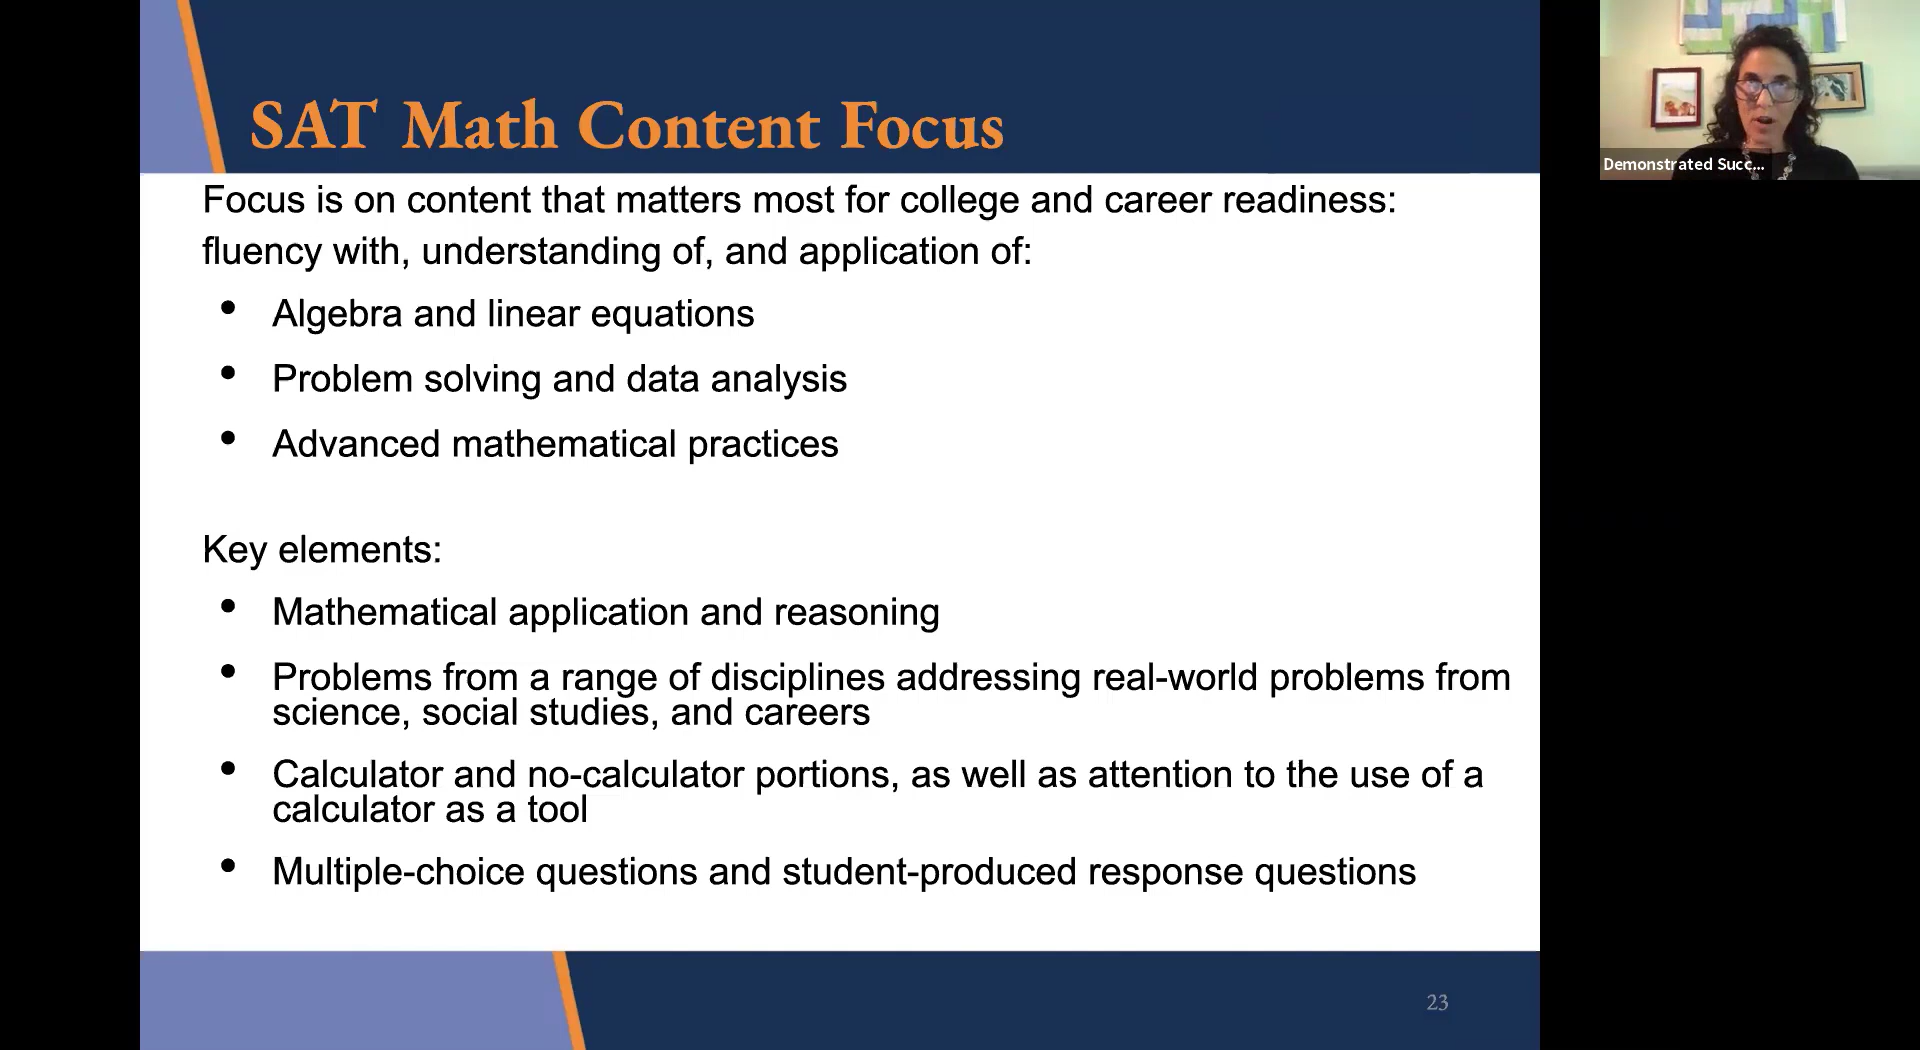 SAT Math Content Focus
Focus is on content that matters most for college and career readiness:
fluency with, understanding of, and application of:
• Algebra and linear equations
• Problem solving and data analysis
• Advanced mathematical practices
Key elements:
• Mathematical application and reasoning
• Problems from a range of disciplines addressing real-world problems from
science, social studies, and careers
• Calculator and no-calculator portions, as well as attention to the use of a
calculator as a tool
• Multiple-choice questions and student-produced response questions
23
Demonstrated Succ...